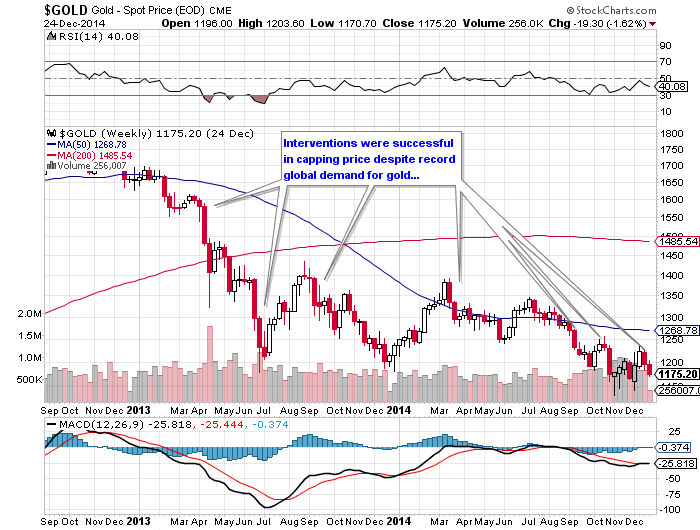 $GOLD Gold - Spot Price (EOD) CME
© StockCharts.com
24-Dec-2014
Open 1196.00 High 1203.60 Low 1170.70 Close 1175.20 Volume 256.0K Chg -19.30 (-1.62%)
RSI(14) 40.08
90
70
50
40.08
30
10
$GOLD (Weekly) 1175.20 (24 Dec)
MA(50) 1268.78
MA(200) 1485.54
Volume 256,007
Interventions were successful
in capping price despite record
global demand for gold...
1800
1750
1700
1650
1600
1550
1500
1485.54
1450
1400
1350
1300
1268.78
1250
1200
1175.20
256007.0
2.0M
1.5M
1.0M
500K
Sep Oct Nov Dec 2013 Mar Apr May Jun Jul Aug Sep Oct Nov Dec 2014 Mar Apr May Jun Jul Aug Sep Oct Nov Dec
MACD(12,26,9) -25.818, -25.444, -0.374
25
-0.374
-25.818
-50
-75
Sep Oct Nov Dec 2013 Mar Apr May Jun Jul Aug Sep Oct Nov Dec 2014 Mar Apr May Jun Jul Aug Sep Oct Nov Dec